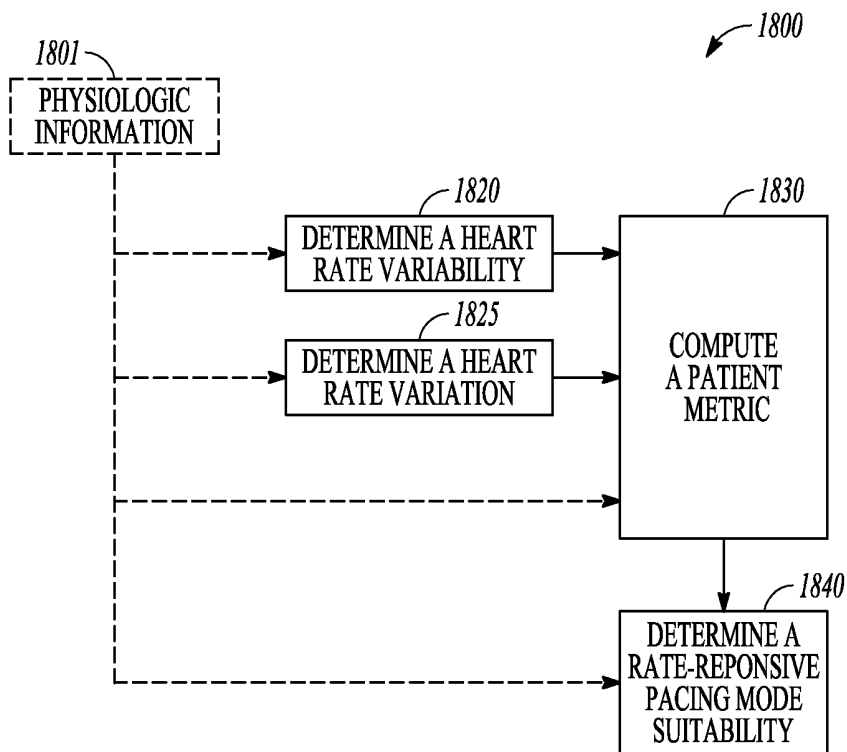 1800
1801
PHYSIOLOGIC
INFORMATION
1820
DETERMINE A HEART
RATE VARIABILITY
1830
COMPUTE
A PATIENT
METRIC
1825
DETERMINE A HEART
RATE VARIATION
1840
DETERMINE A
RATE-REPONSIVE
PACING MODE
SUITABILITY